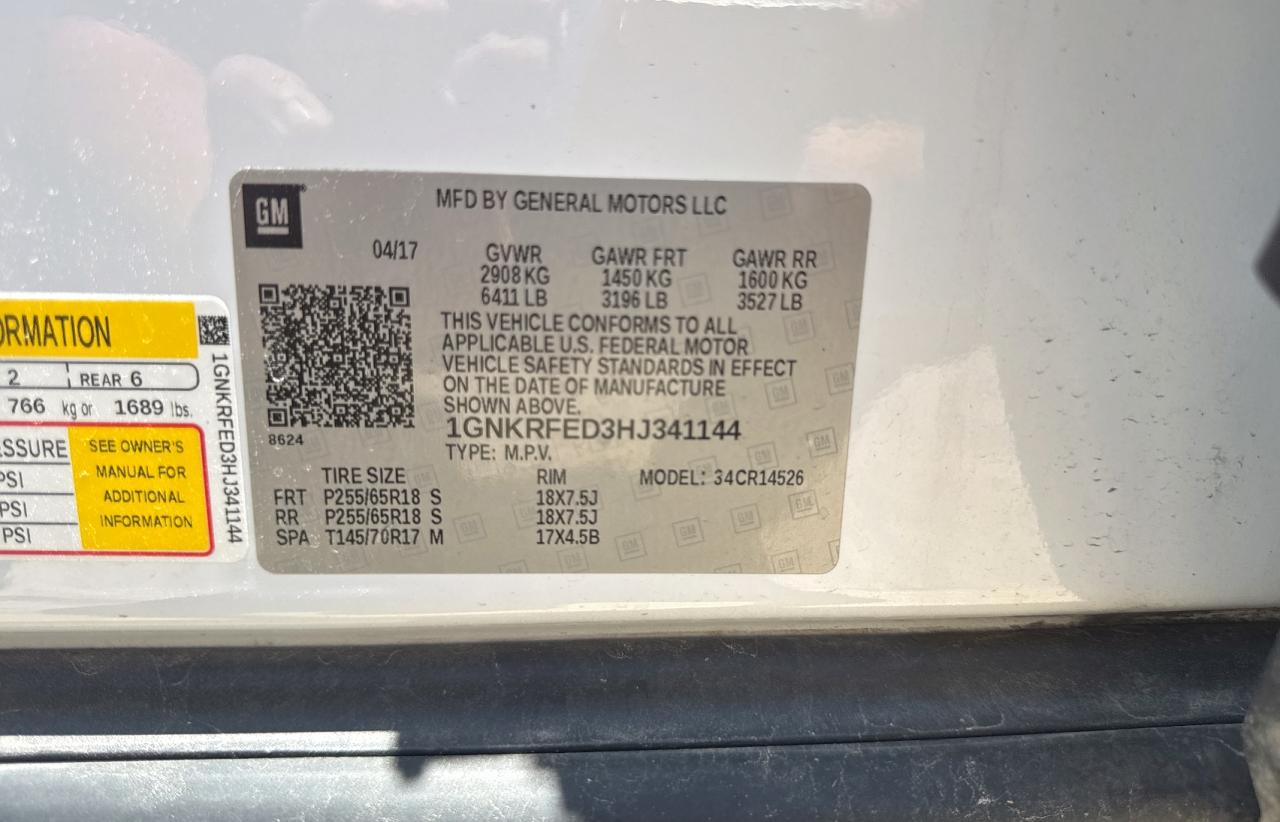 GM
MFD BY GENERAL MOTORS LLC
04/17
GVWR GAWR FRT GAWR RR
2908 KG 1450 KG 1600 KG
6411 LB 3196 LB 3527 LB
THIS VEHICLE CONFORMS TO ALL
APPLICABLE U.S. FEDERAL MOTOR
VEHICLE SAFETY STANDARDS IN EFFECT
ON THE DATE OF MANUFACTURE
SHOWN ABOVE.
8624
1GNKRFED3HJ341144
TYPE: M.P.V.
TIRE SIZE RIM MODEL: 34CR14526
FRT P255/65R18 S 18X7.5J
RR P255/65R18 S 18X7.5J
SPA T145/70R17 M 17X4.5B
ORMATION
2 REAR 6
766 kg or 1689 lbs.
SSURE
PSI
PSI
PSI
SEE OWNER'S
MANUAL FOR
ADDITIONAL
INFORMATION
1GNKRFED3HJ341144